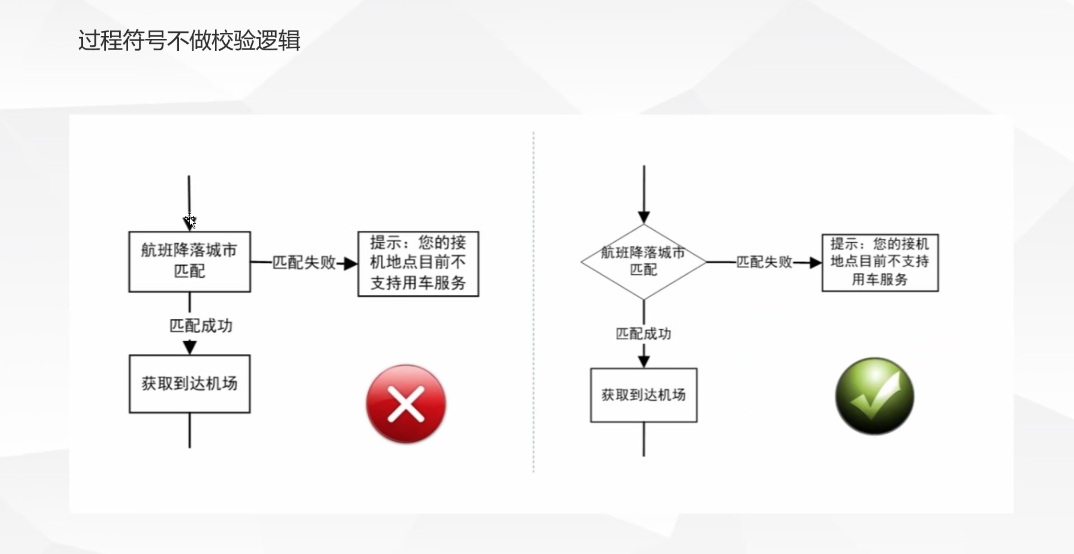 过程符号不做校验逻辑
航班降落城市
匹配
匹配失败
提示：您的接
机地点目前不
支持用车服务
匹配成功
获取到达机场
航班降落城市
匹配
匹配失败
提示：您的接机
地点目前不支持
用车服务
匹配成功
获取到达机场